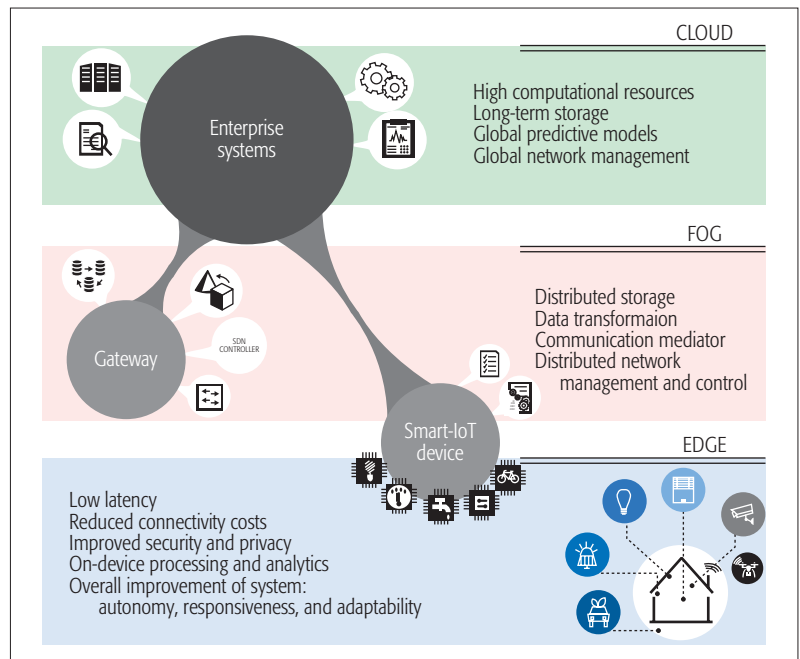 CLOUD
Enterprise
systems
High computational resources
Long-term storage
Global predictive models
Global network management
FOG
Gateway
SDN
CONTROLLER
Distributed storage
Data transformaion
Communication mediator
Distributed network
management and control
Smart-IoT
device
EDGE
Low latency
Reduced connectivity costs
Improved security and privacy
On-device processing and analytics
Overall improvement of system:
autonomy, responsiveness, and adaptability